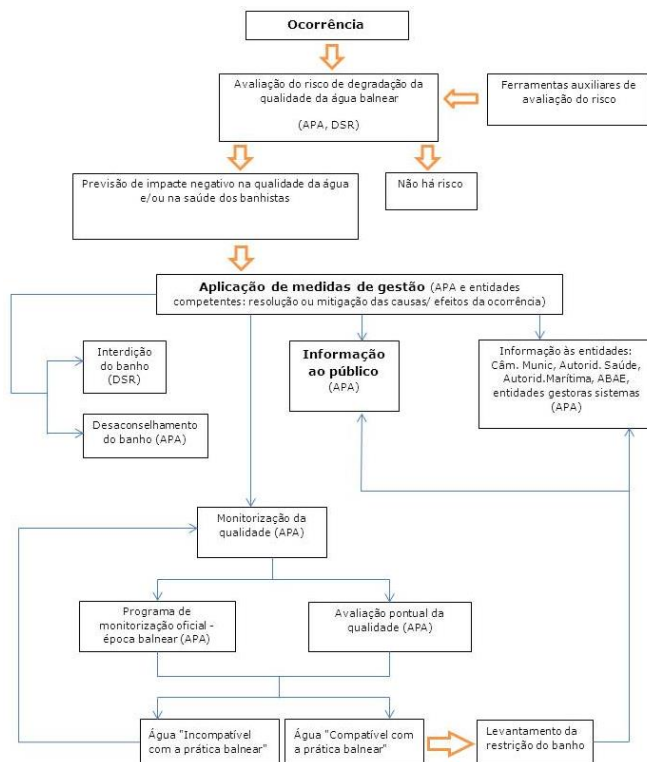 Ocorrência
Avaliação do risco de degradação da
qualidade da água balnear
(APA, DSR)
Ferramentas auxiliares de
avaliação do risco
Previsão de impacte negativo na qualidade da água
e/ou na saúde dos banhistas
Não há risco
Aplicação de medidas de gestão (APA e entidades
competentes: resolução ou mitigação das causas/ efeitos da ocorrência)
Interdição
do banho
(DSR)
Desaconselhamento
do banho (APA)
Informação
ao público
(APA)
Informação às entidades:
Câm. Munic, Autorid. Saúde,
Autorid.Marítima, ABAE,
entidades gestoras sistemas
(APA)
Monitorização da
qualidade (APA)
Programa de
monitorização oficial -
época balnear (APA)
Avaliação pontual da
qualidade (APA)
Água "Incompatível
com a prática balnear"
Água "Compatível com a
prática balnear"
Levantamento da
restrição do banho